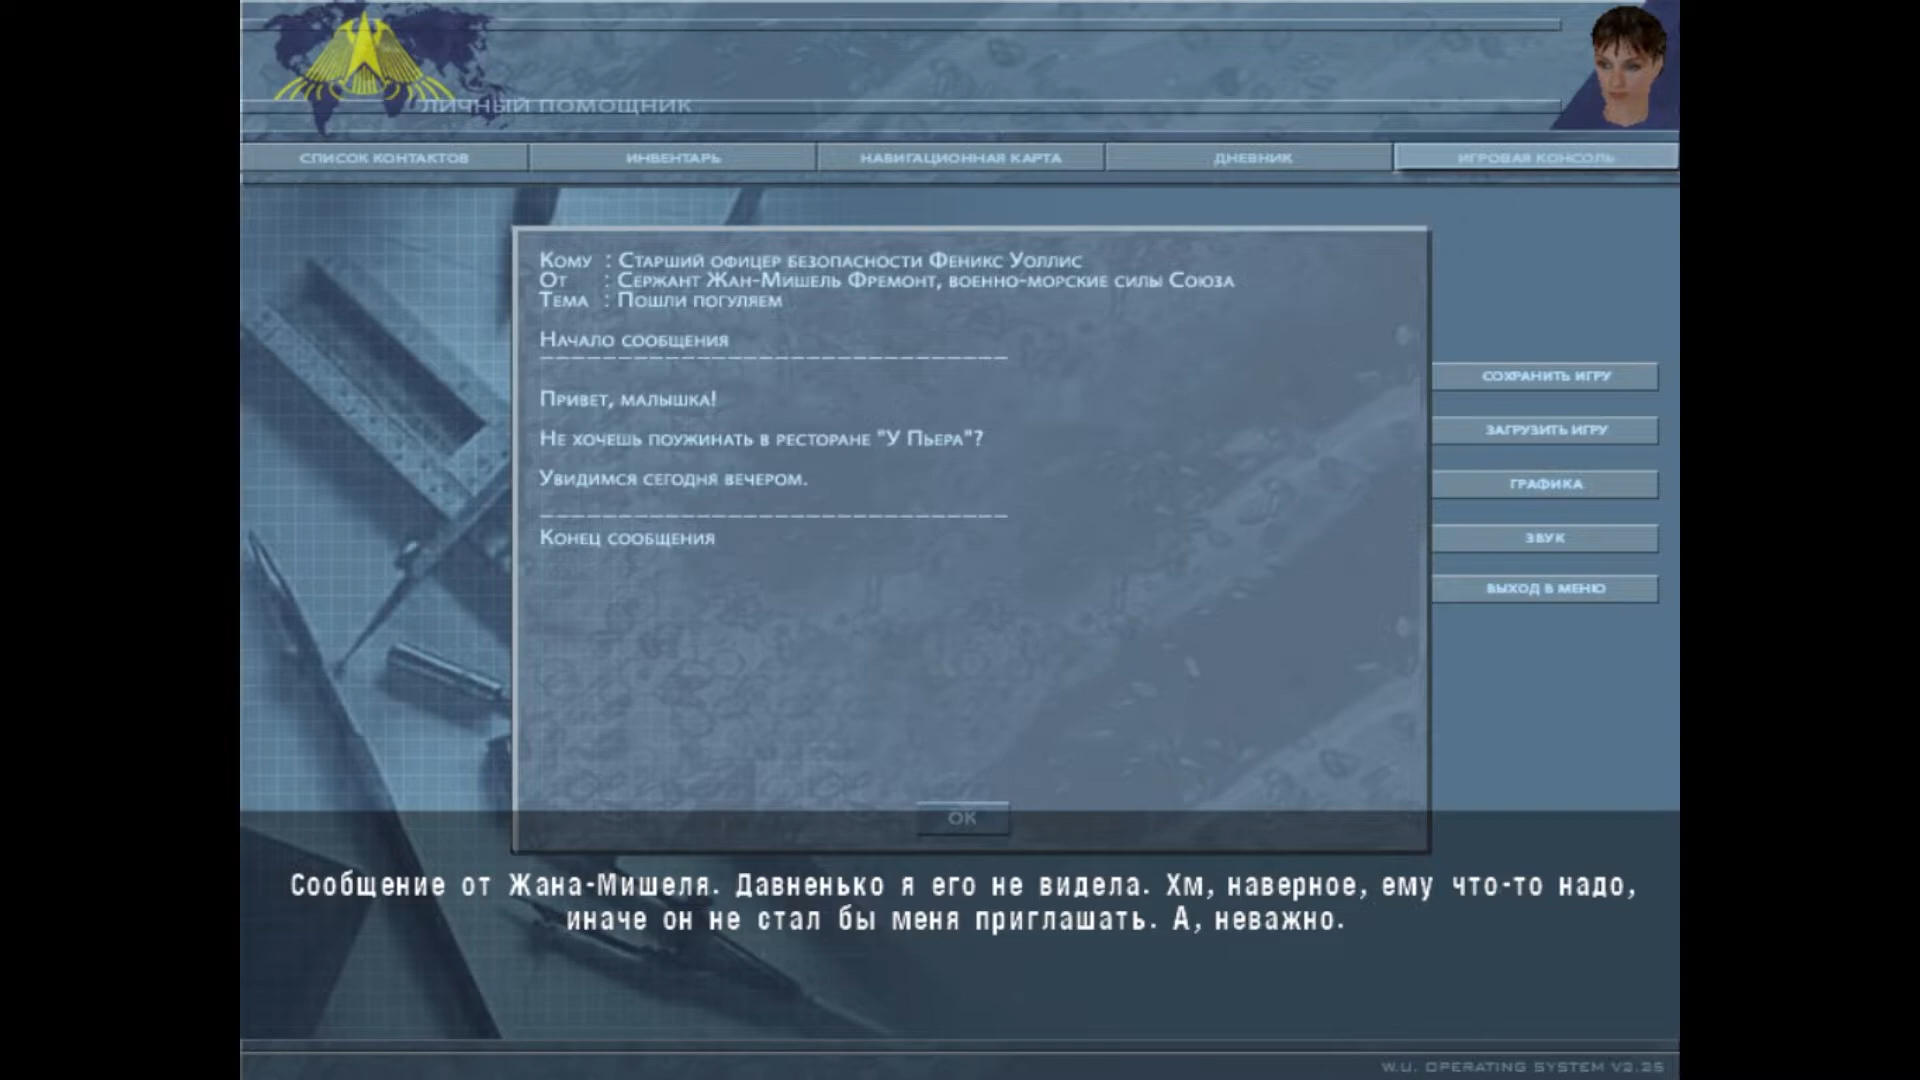 ЛИЧНЫЙ ПОМОЩНИК
СПИСОК КОНТАКТОВ
ИНВЕНТАРЬ
НАВИГАЦИОННАЯ КАРТА
ДНЕВНИК
ИГРОВАЯ КОНСОЛЬ
Кому : Старший офицер безопасности Феникс Уоллис
От : Сержант Жан-Мишель Фремонт, военно-морские силы Союза
Тема : Пошли погуляем
Начало сообщения
Привет, малышка!
Не хочешь поужинать в ресторане "У Пьера"?
Увидимся сегодня вечером.
Конец сообщения
OK
СОХРАНИТЬ ИГРУ
ЗАГРУЗИТЬ ИГРУ
ГРАФИКА
ЗВУК
ВЫХОД В МЕНЮ
Сообщение от Жана-Мишеля. Давненько я его не видела. Хм, наверное, ему что-то надо,
иначе он не стал бы меня приглашать. А, неважно.
W.U. OPERATING SYSTEM V2.25